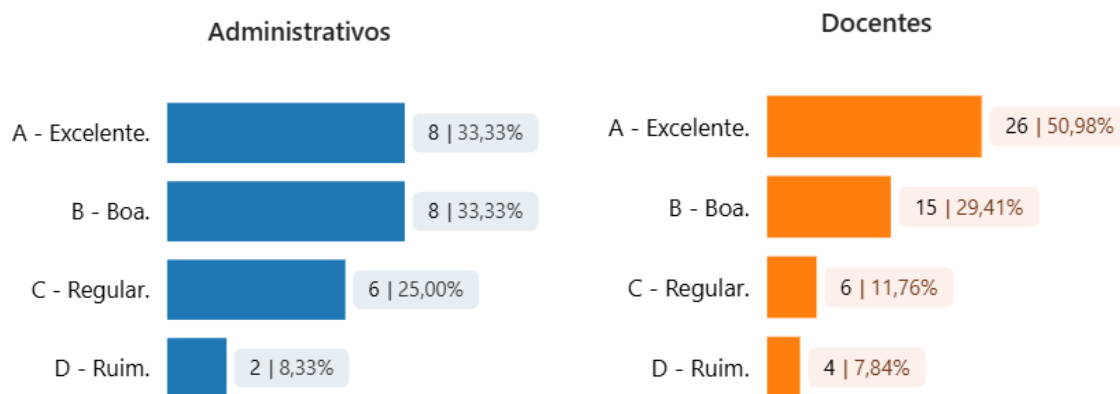 Administrativos
A - Excelente. 8 | 33,33%
B - Boa. 8 | 33,33%
C - Regular. 6 | 25,00%
D - Ruim. 2 | 8,33%
Docentes
A - Excelente. 26 | 50,98%
B - Boa. 15 | 29,41%
C - Regular. 6 | 11,76%
D - Ruim. 4 | 7,84%